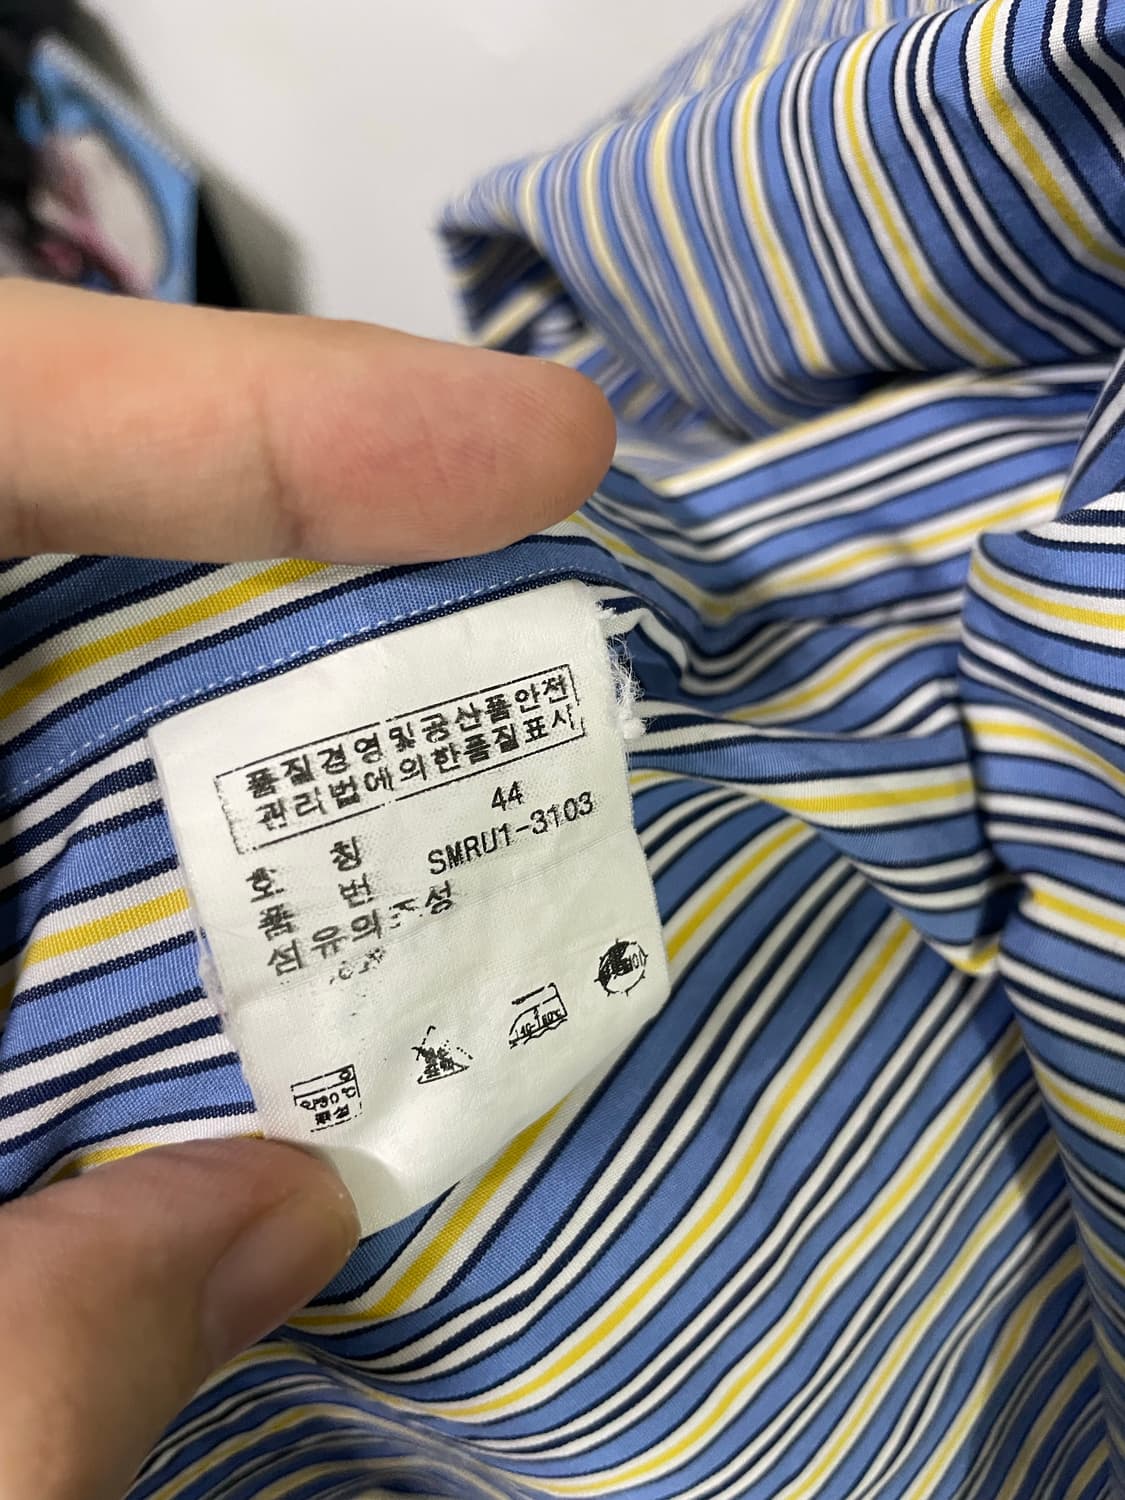 품질경영및공산품안전
관리법에의한품질표시
호 칭 44
품 번 SMRU1-3103
섬유의조성